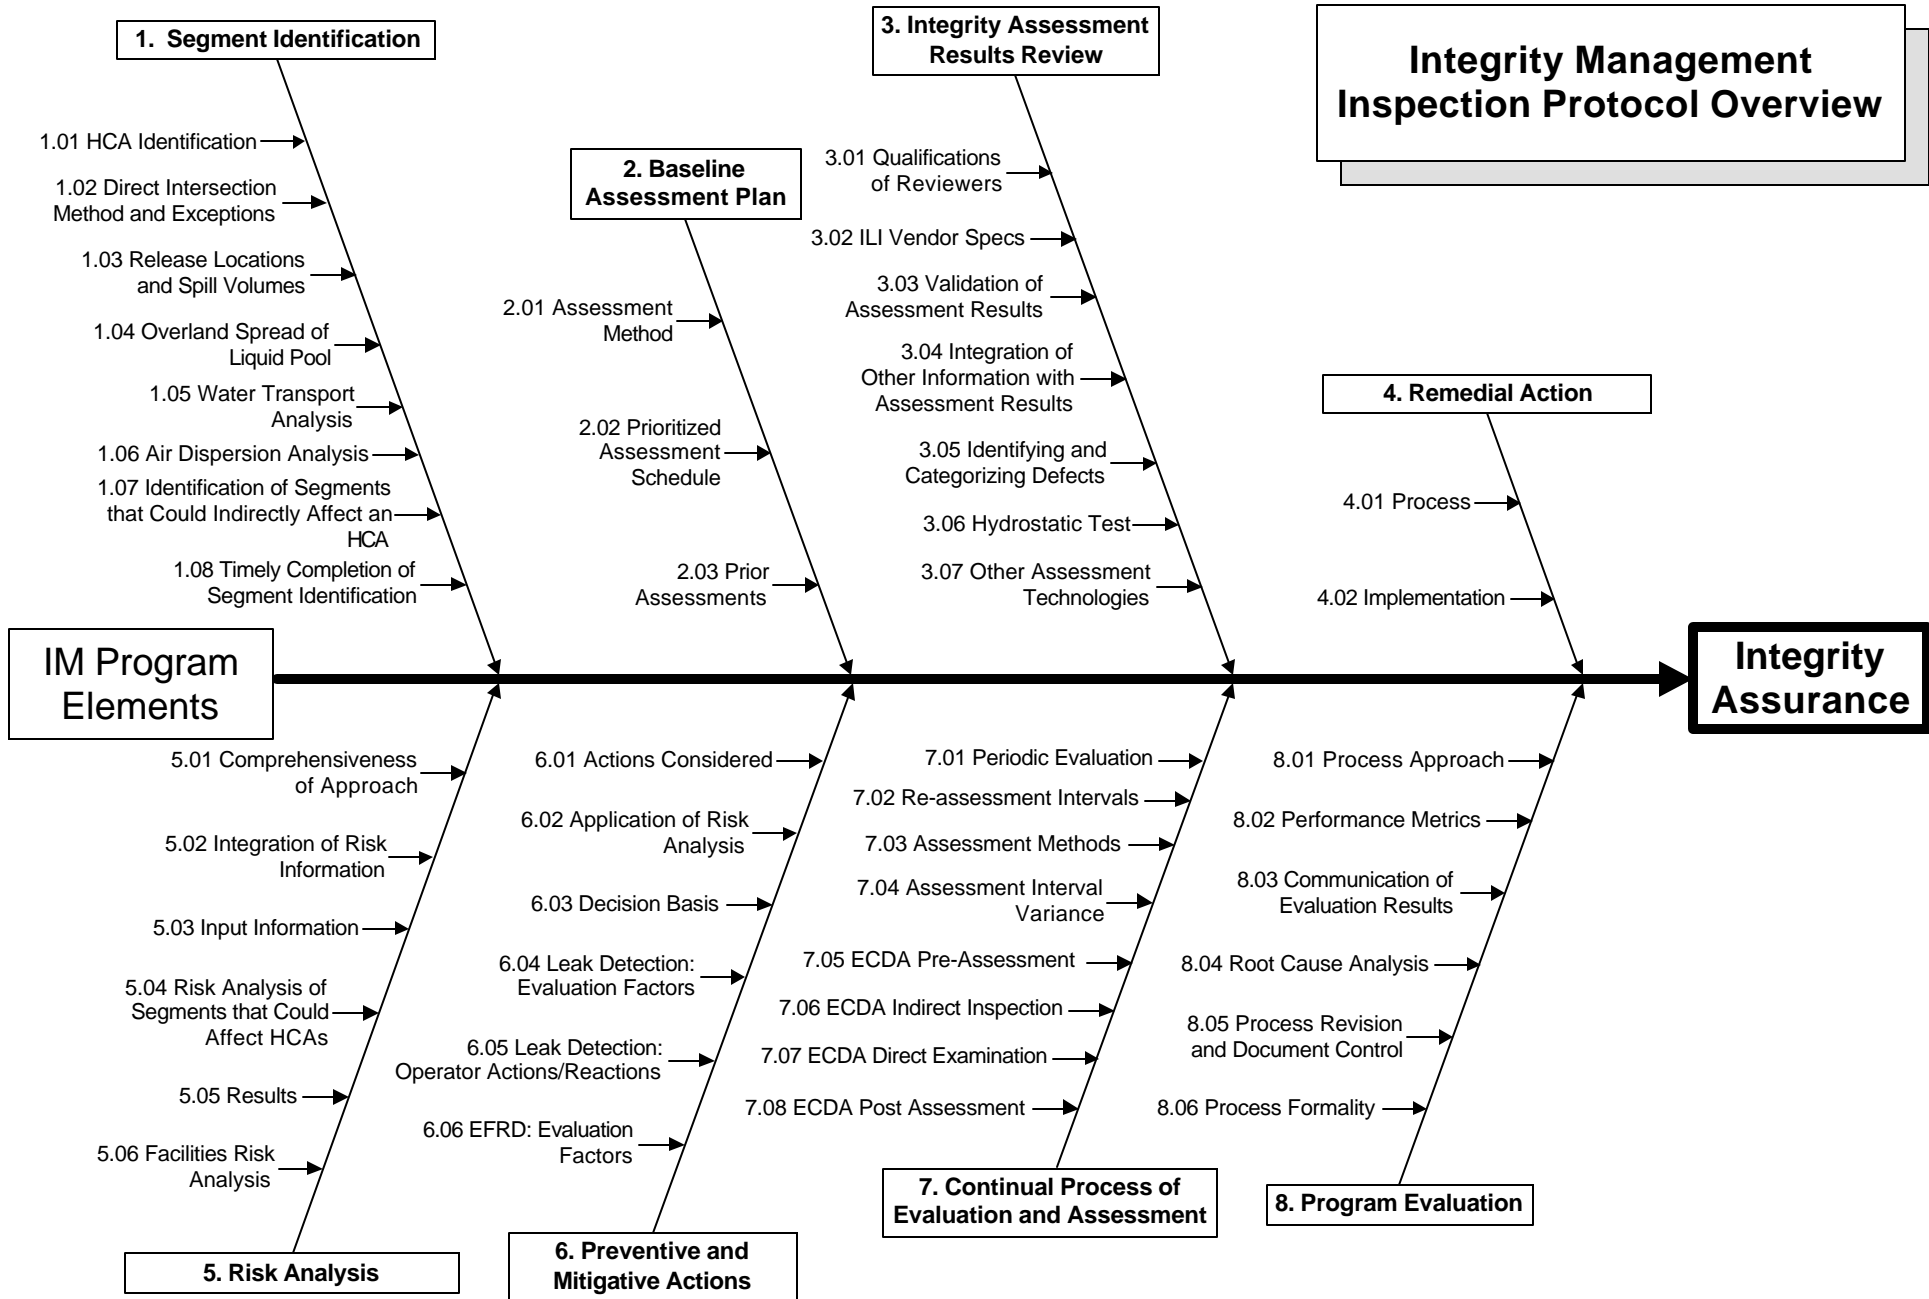 Integrity Management
Inspection Protocol Overview
1. Segment Identification
1.01 HCA Identification
1.02 Direct Intersection
Method and Exceptions
1.03 Release Locations
and Spill Volumes
1.04 Overland Spread of
Liquid Pool
1.05 Water Transport
Analysis
1.06 Air Dispersion Analysis
1.07 Identification of Segments
that Could Indirectly Affect an
HCA
1.08 Timely Completion of
Segment Identification
2. Baseline
Assessment Plan
2.01 Assessment
Method
2.02 Prioritized
Assessment
Schedule
2.03 Prior
Assessments
3. Integrity Assessment
Results Review
3.01 Qualifications
of Reviewers
3.02 ILI Vendor Specs
3.03 Validation of
Assessment Results
3.04 Integration of
Other Information with
Assessment Results
3.05 Identifying and
Categorizing Defects
3.06 Hydrostatic Test
3.07 Other Assessment
Technologies
4. Remedial Action
4.01 Process
4.02 Implementation
IM Program
Elements
Integrity
Assurance
5.01 Comprehensiveness
of Approach
5.02 Integration of Risk
Information
5.03 Input Information
5.04 Risk Analysis of
Segments that Could
Affect HCAs
5.05 Results
5.06 Facilities Risk
Analysis
5. Risk Analysis
6.01 Actions Considered
6.02 Application of Risk
Analysis
6.03 Decision Basis
6.04 Leak Detection:
Evaluation Factors
6.05 Leak Detection:
Operator Actions/Reactions
6.06 EFRD: Evaluation
Factors
6. Preventive and
Mitigative Actions
7.01 Periodic Evaluation
7.02 Re-assessment Intervals
7.03 Assessment Methods
7.04 Assessment Interval
Variance
7.05 ECDA Pre-Assessment
7.06 ECDA Indirect Inspection
7.07 ECDA Direct Examination
7.08 ECDA Post Assessment
7. Continual Process of
Evaluation and Assessment
8.01 Process Approach
8.02 Performance Metrics
8.03 Communication of
Evaluation Results
8.04 Root Cause Analysis
8.05 Process Revision
and Document Control
8.06 Process Formality
8. Program Evaluation